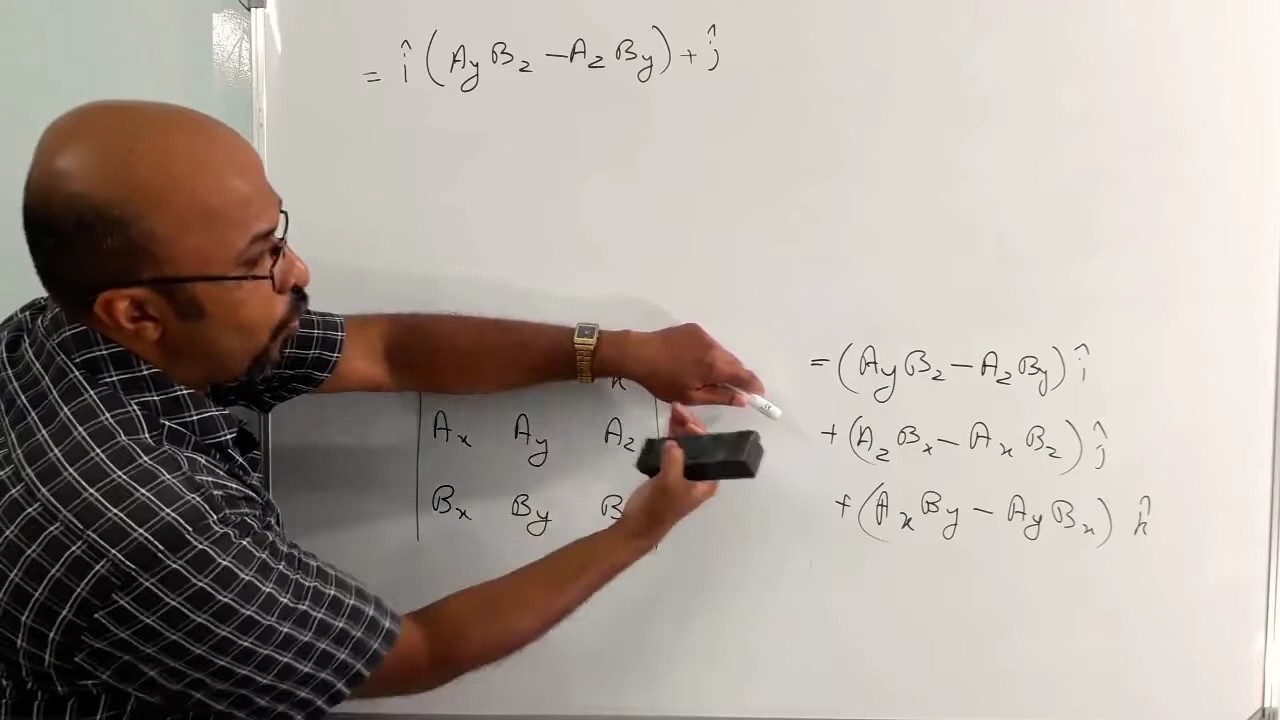 = î (AyBz − AzBy) + ĵ
k
Ax Ay Az
Bx By B
= (AyBz − AzBy) î
+ (AzBx − AxBz) ĵ
+ (AxBy − AyBx) k̂